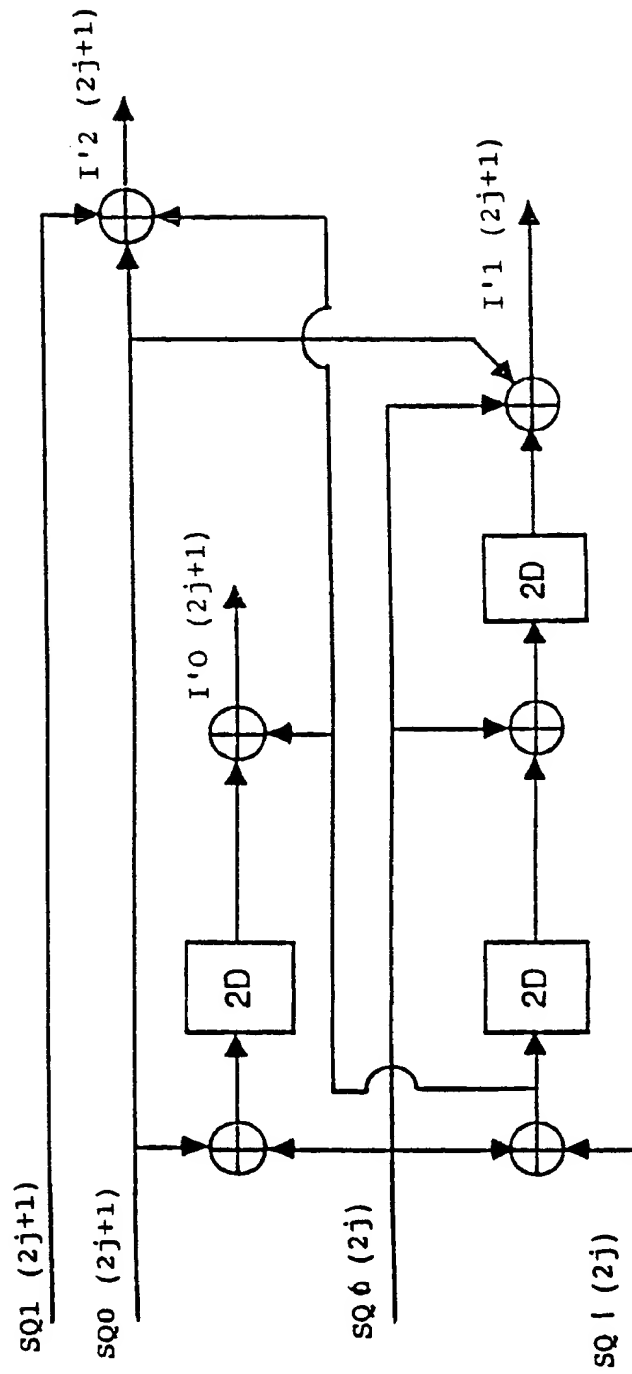 SQ1 (2j+1)
SQ0 (2j+1)
SQ0 (2j)
SQ1 (2j)
2D
2D
2D
I'0 (2j+1)
I'1 (2j+1)
I'2 (2j+1)